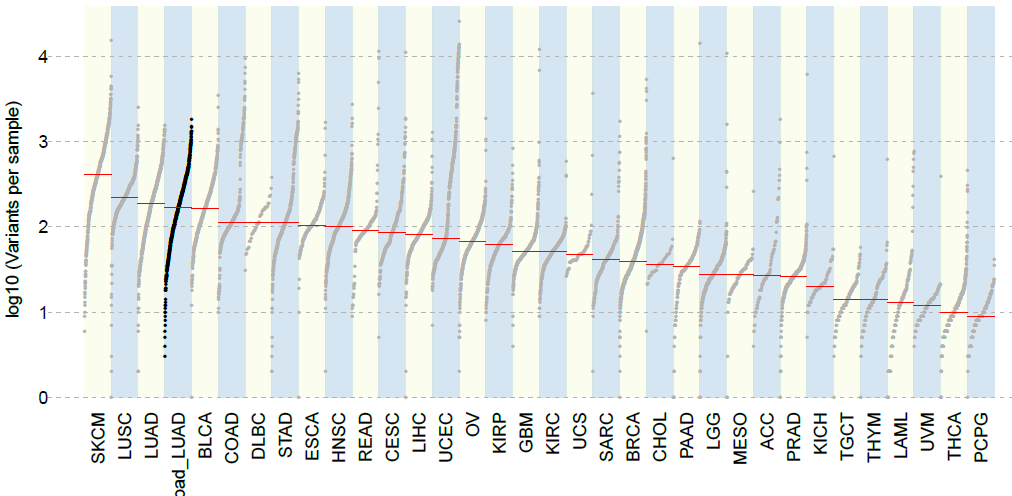 log10 (Variants per sample)
4
3
2
1
0
SKCM
LUSC
LUAD
oad_LUAD
BLCA
COAD
DLBC
STAD
ESCA
HNSC
READ
CESC
LIHC
UCEC
OV
KIRP
GBM
KIRC
UCS
SARC
BRCA
CHOL
PAAD
LGG
MESO
ACC
PRAD
KICH
TGCT
THYM
LAML
UVM
THCA
PCPG